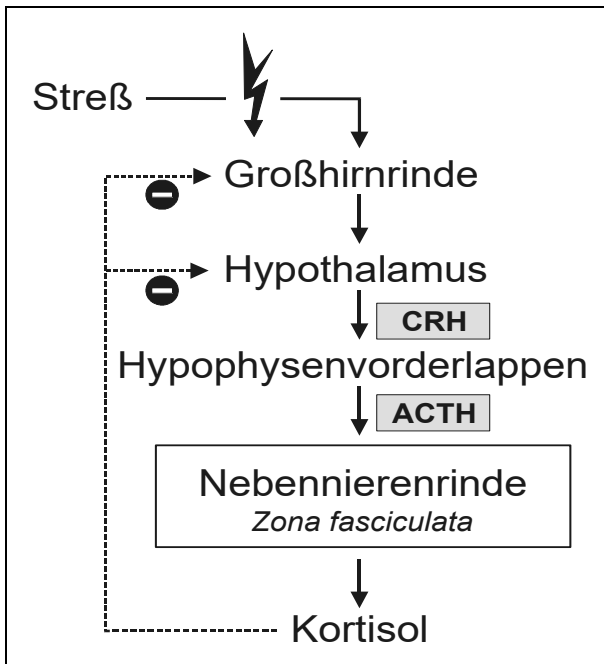 Streß
Großhirnrinde
Hypothalamus
CRH
Hypophysenvorderlappen
ACTH
Nebennierenrinde
Zona fasciculata
Kortisol